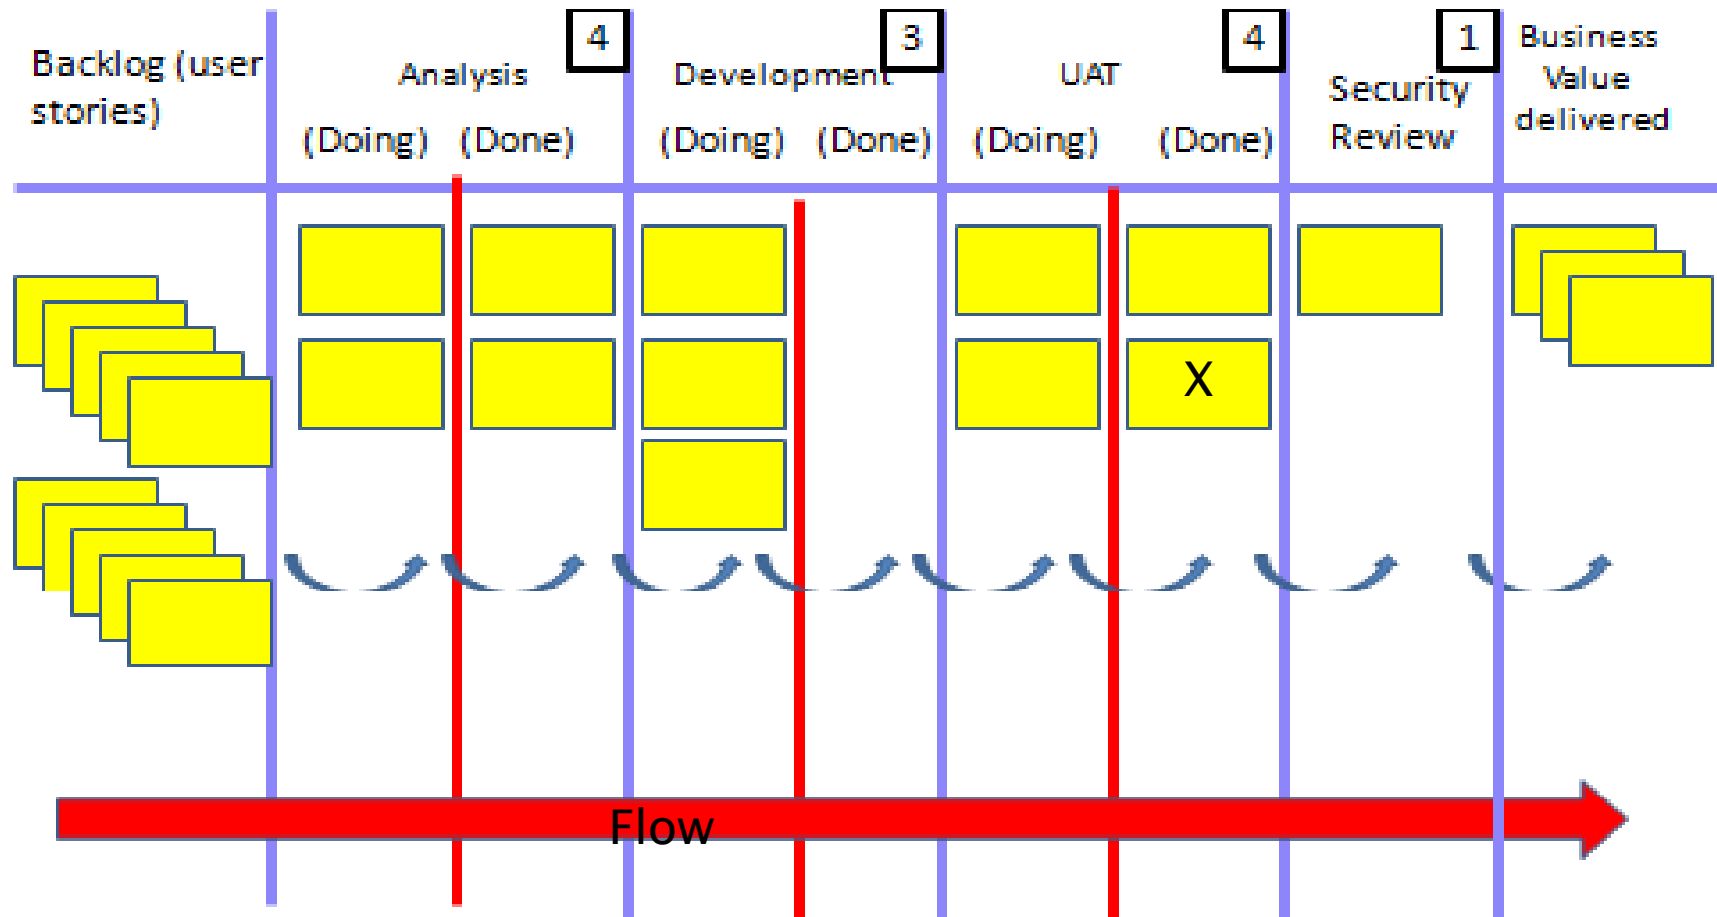 Backlog (user
stories)
Analysis
4
(Doing) (Done)
Development
3
(Doing) (Done)
UAT
4
(Doing) (Done)
Security
Review
1
Business
Value
delivered
X
Flow